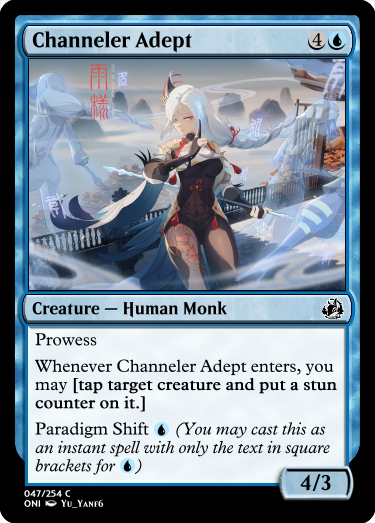 Channeler Adept 4
雨樣
Creature — Human Monk
Prowess
Whenever Channeler Adept enters, you
may [tap target creature and put a stun
counter on it.]
Paradigm Shift (You may cast this as
an instant spell with only the text in square
brackets for )
4/3
047/254 C
ONI Yu_Yanf6